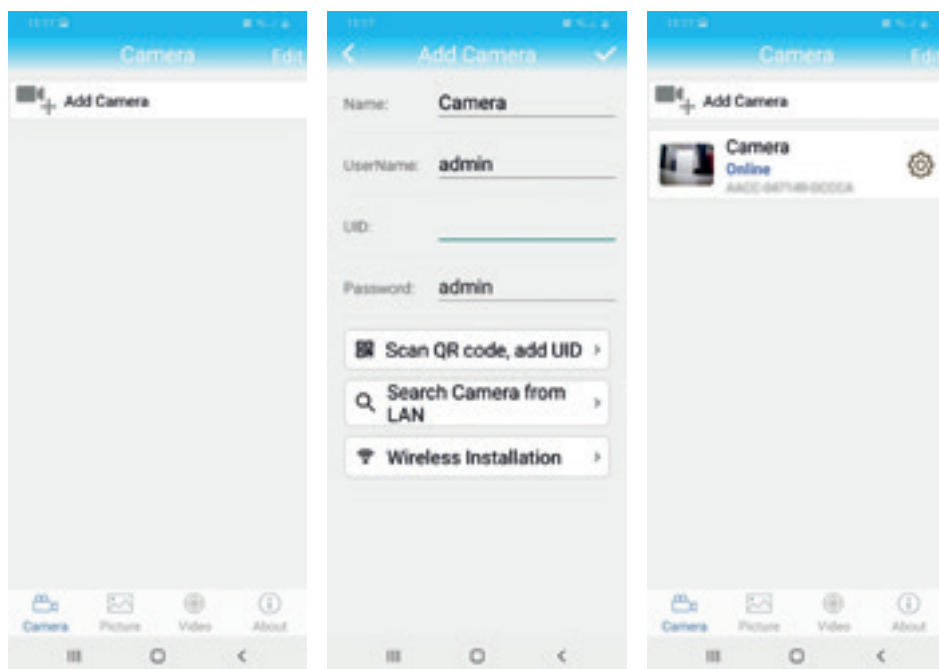 Camera
Edit
Add Camera
Camera
Picture
Video
About
Add Camera
Name:
Camera
UserName:
admin
UID:
Password:
admin
Scan QR code, add UID
Search Camera from
LAN
Wireless Installation
Camera
Edit
Add Camera
Camera
Online
Camera
Picture
Video
About